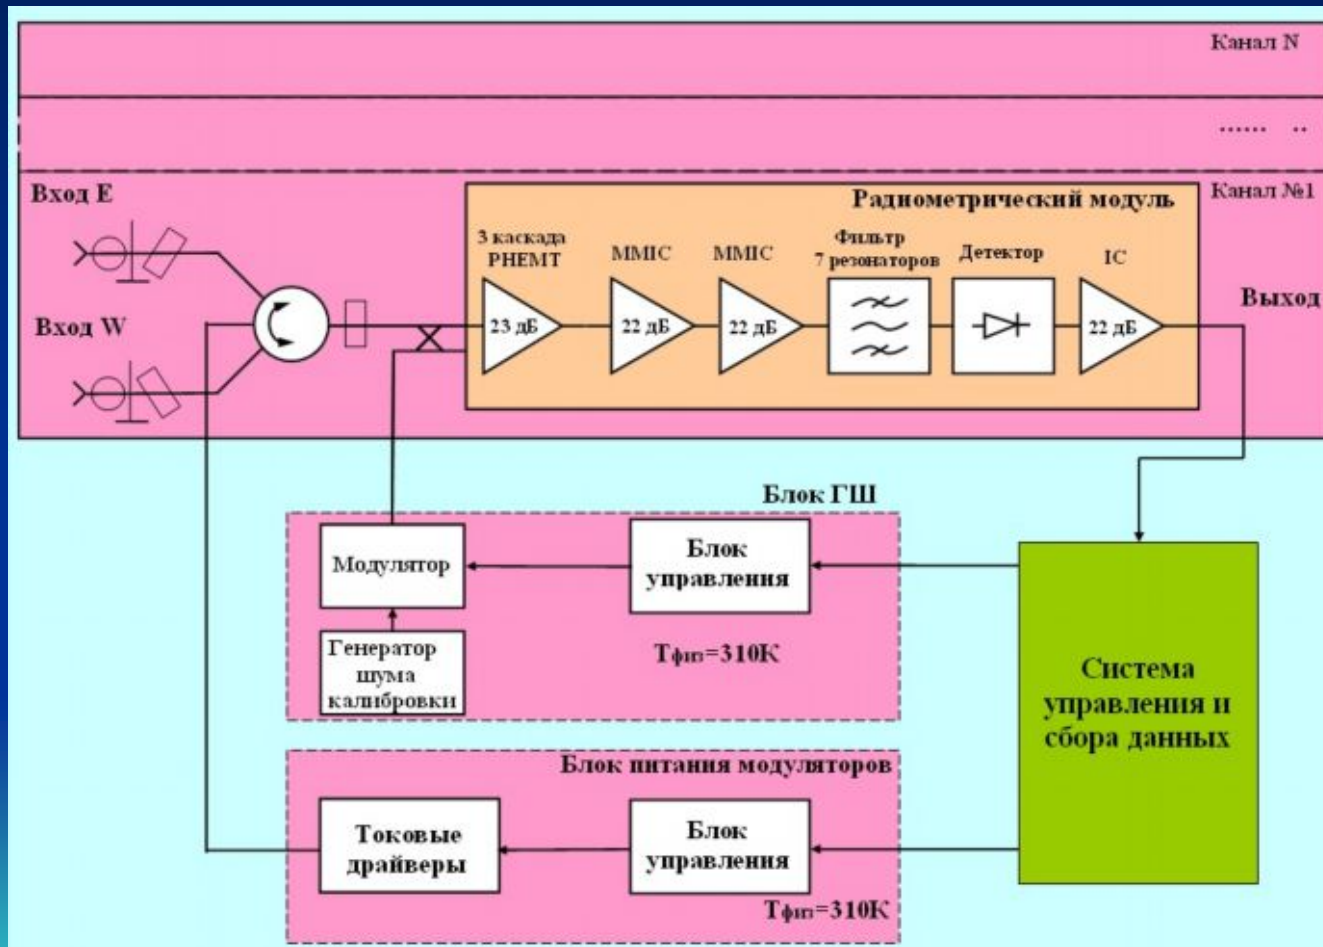 Канал N
...... ..
Вход E
Канал №1
Радиометрический модуль
3 каскада
PHEMT
MMIC
MMIC
Фильтр
7 резонаторов
Детектор
IC
Выход
Вход W
23 дБ
22 дБ
22 дБ
22 дБ
Блок ГШ
Модулятор
Блок
управления
Генератор
шума
калибровки
Тфиз=310К
Система
управления и
сбора данных
Блок питания модуляторов
Токовые
драйверы
Блок
управления
Тфиз=310К